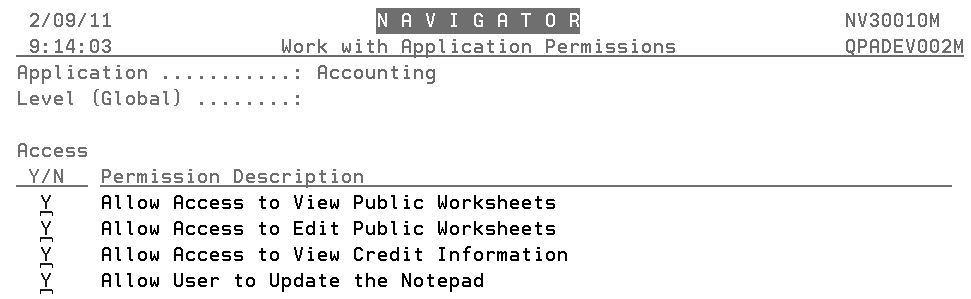 2/09/11 N A V I G A T O R NV30010M
9:14:03 Work with Application Permissions QPADEV002M
Application ...........: Accounting
Level (Global) ........:
Access
Y/N Permission Description
Y Allow Access to View Public Worksheets
Y Allow Access to Edit Public Worksheets
Y Allow Access to View Credit Information
Y Allow User to Update the Notepad